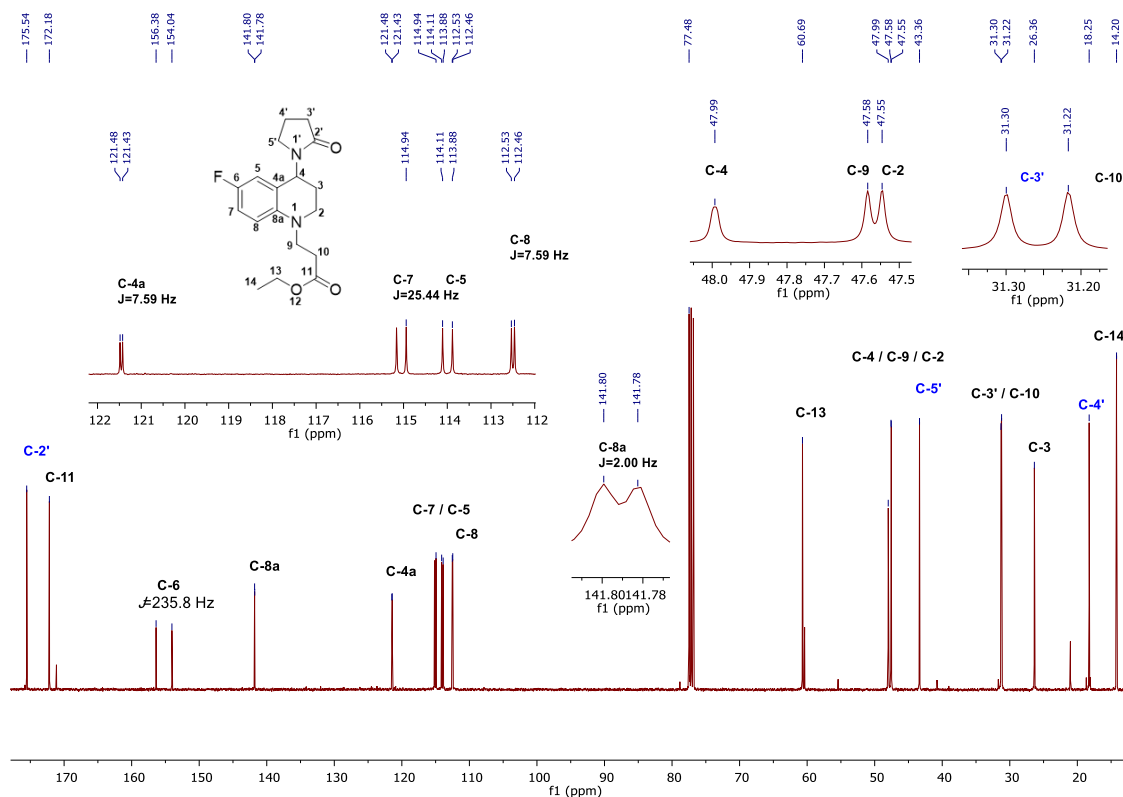 175.54
172.18
156.38
154.04
141.80
141.78
121.48
121.43
114.94
114.11
113.88
112.53
112.46
77.48
60.69
47.99
47.58
47.55
43.36
31.30
31.22
26.36
18.25
14.20
121.48
121.43
114.94
114.11
113.88
112.53
112.46
C-4a
J=7.59 Hz
C-7 C-5
J=25.44 Hz
C-8
J=7.59 Hz
122 121 120 119 118 117 116 115 114 113 112
f1 (ppm)
4' 3'
5' 1' 2'
N O
F 6 5 4a 4 3
7 8 8a 1 2
N
9 10
14 13 11
O O
12
47.99
47.58
47.55
C-4 C-9 C-2
48.0 47.9 47.8 47.7 47.6 47.5
f1 (ppm)
31.30
31.22
C-3' C-10
31.30 31.20
f1 (ppm)
141.80
141.78
C-8a
J=2.00 Hz
141.80 141.78
f1 (ppm)
C-2'
C-11
C-6
J=235.8 Hz
C-8a
C-4a
C-7 / C-5
C-8
C-13
C-4 / C-9 / C-2
C-5'
C-3' / C-10
C-3
C-4'
C-14
170 160 150 140 130 120 110 100 90 80 70 60 50 40 30 20
f1 (ppm)